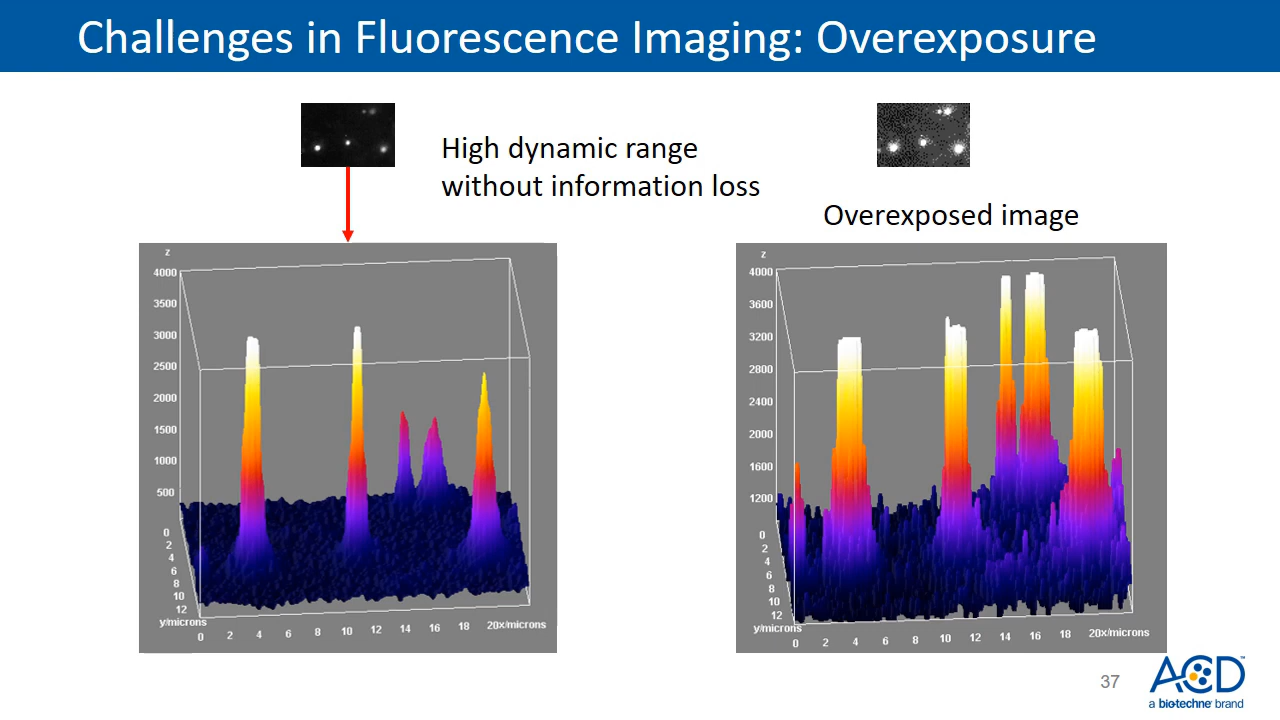 Challenges in Fluorescence Imaging: Overexposure
High dynamic range
without information loss
Overexposed image
z
4000
3500
3000
2500
2000
1500
1000
500
0
2
4
6
8
10
12
y/microns
0 2 4 6 8 10 12 14 16 18 20x/microns
z
4000
3600
3200
2800
2400
2000
1600
1200
0
2
4
6
8
10
12
y/microns
0 2 4 6 8 10 12 14 16 18 20x/microns
37
ACD™
a biotechne® brand